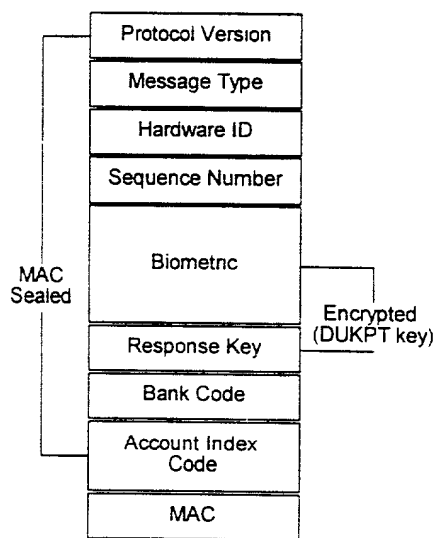 Protocol Version
Message Type
Hardware ID
Sequence Number
Biometric
MAC
Sealed
Encrypted
(DUKPT key)
Response Key
Bank Code
Account Index
Code
MAC